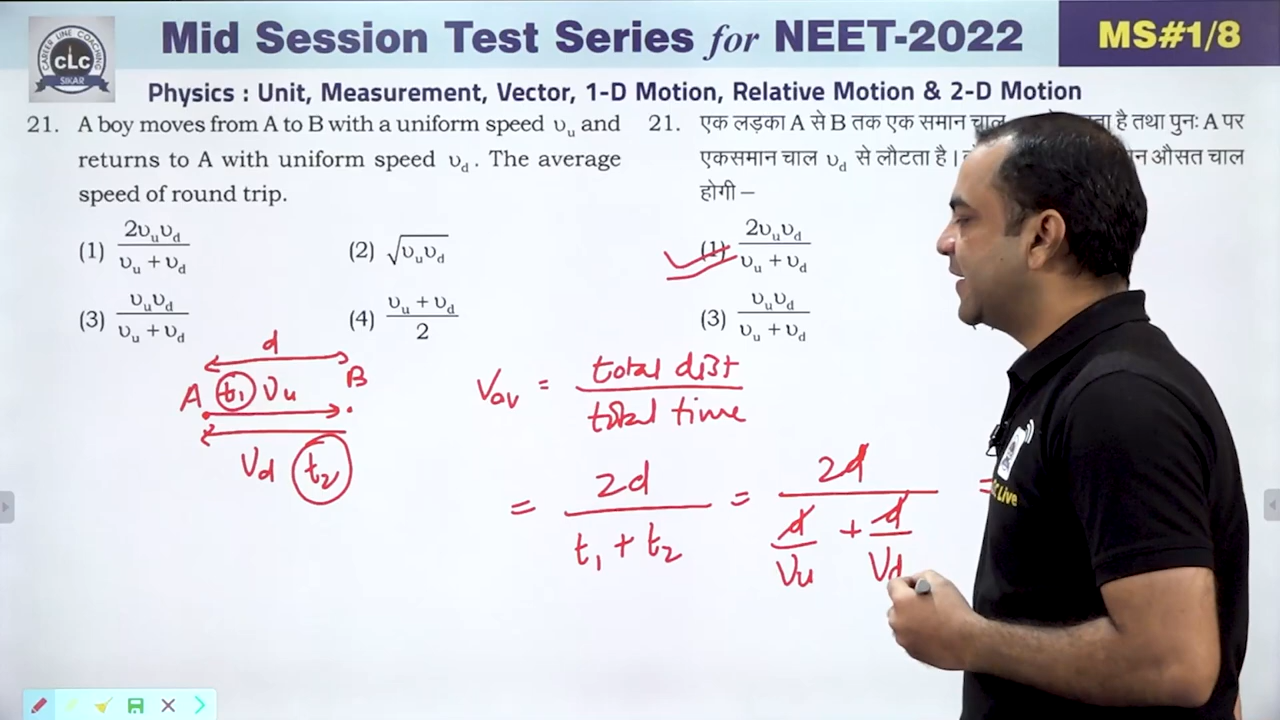 CAREER LINE COACHING
CLC
SIKAR
Mid Session Test Series for NEET-2022
MS#1/8
Physics : Unit, Measurement, Vector, 1-D Motion, Relative Motion & 2-D Motion
21. A boy moves from A to B with a uniform speed υu and
returns to A with uniform speed υd. The average
speed of round trip.
(1) 2υuυd / υu + υd
(2) √υuυd
(3) υuυd / υu + υd
(4) υu + υd / 2
21. एक लड़का A से B तक एक समान चाल है तथा पुनः A पर
एकसमान चाल υd से लौटता है। औसत चाल
होगी –
(1) 2υuυd / υu + υd
(3) υuυd / υu + υd
d
A t1 Vu B
Vd t2
Vav = total dist / total time
= 2d / t1 + t2 = 2d / d/Vu + d/Vd =
Live